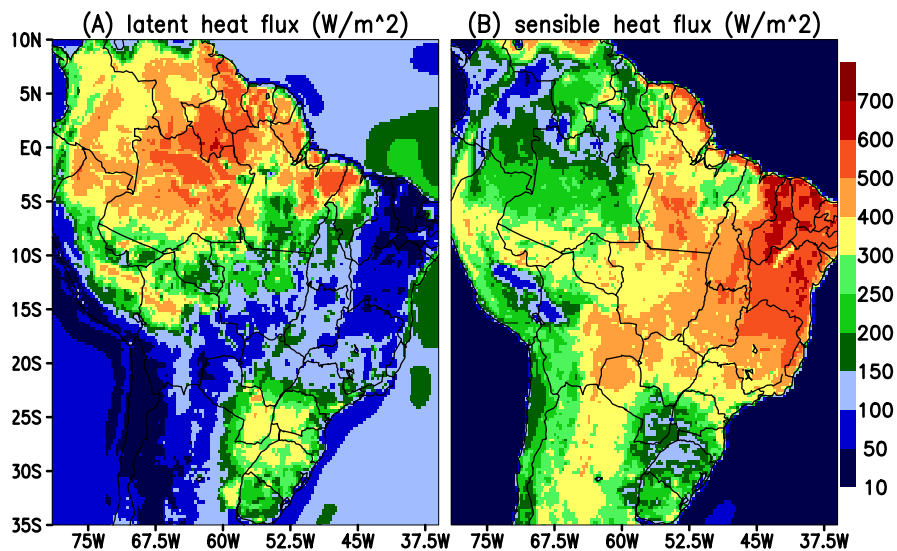 (A) latent heat flux (W/m^2) (B) sensible heat flux (W/m^2)
10N
5N
EQ
5S
10S
15S
20S
25S
30S
35S
75W 67.5W 60W 52.5W 45W 37.5W 75W 67.5W 60W 52.5W 45W 37.5W
700
600
500
400
300
250
200
150
100
50
10